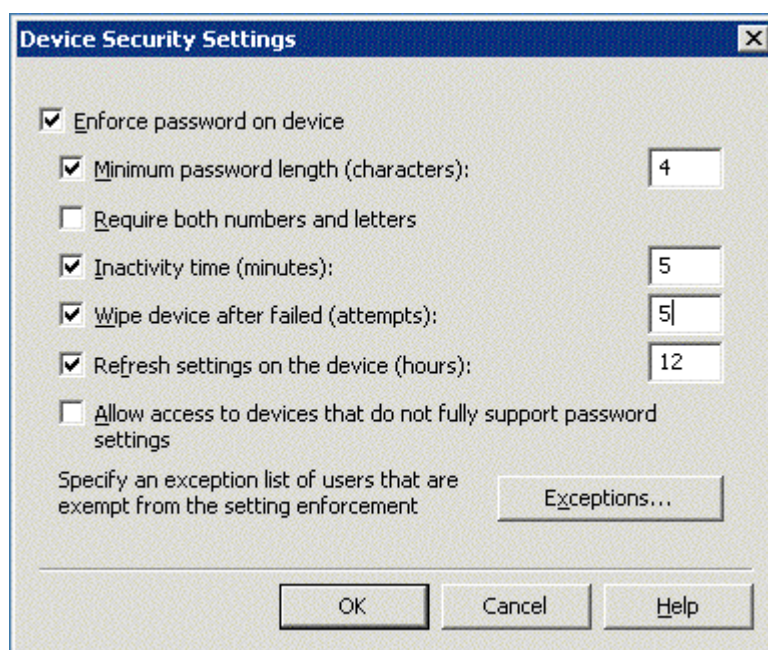 Device Security Settings
Enforce password on device
Minimum password length (characters): 4
Require both numbers and letters
Inactivity time (minutes): 5
Wipe device after failed (attempts): 5
Refresh settings on the device (hours): 12
Allow access to devices that do not fully support password
settings
Specify an exception list of users that are
exempt from the setting enforcement
Exceptions...
OK Cancel Help